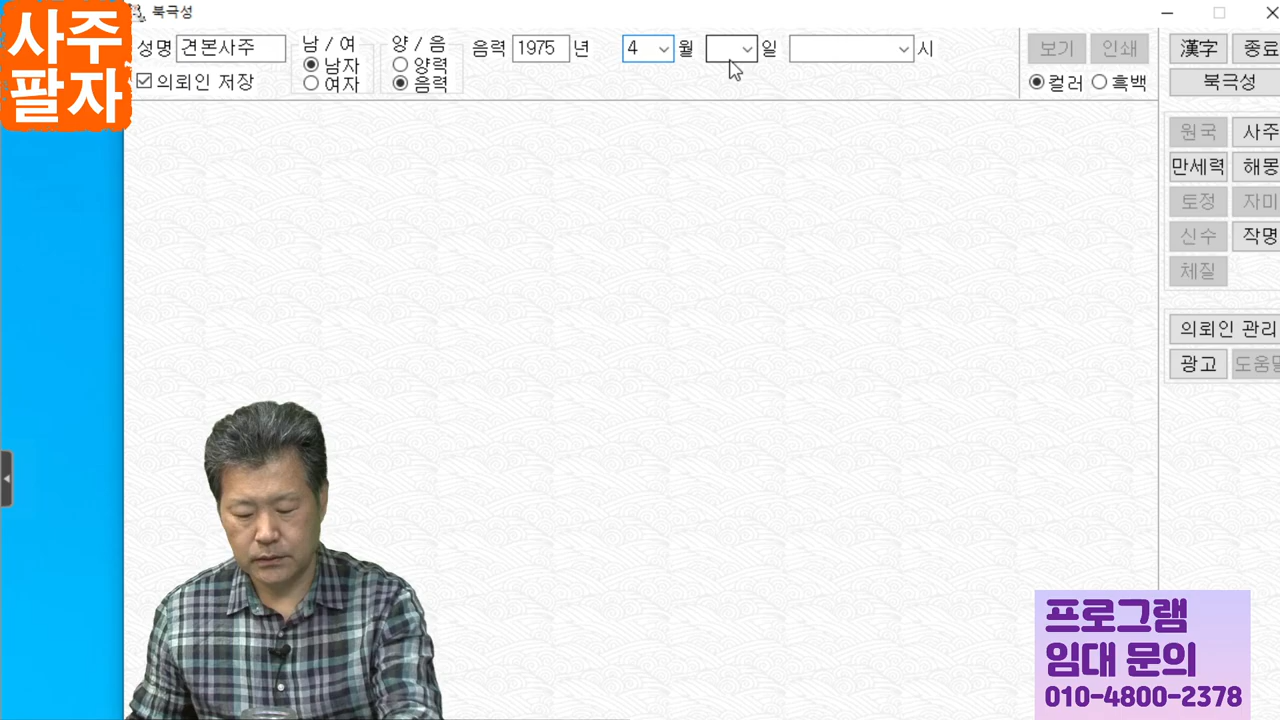 사주
팔자
북극성
성명 견본사주 남 / 여 양 / 음 음력 1975 년 4 월 일 시 보기 인쇄 漢字 종료
남자 양력
의뢰인 저장 여자 음력 컬러 흑백 북극성
원국 사주
만세력 해몽
토정 자미
신수 작명
체질
의뢰인 관리
광고 도움말
프로그램
임대 문의
010-4800-2378